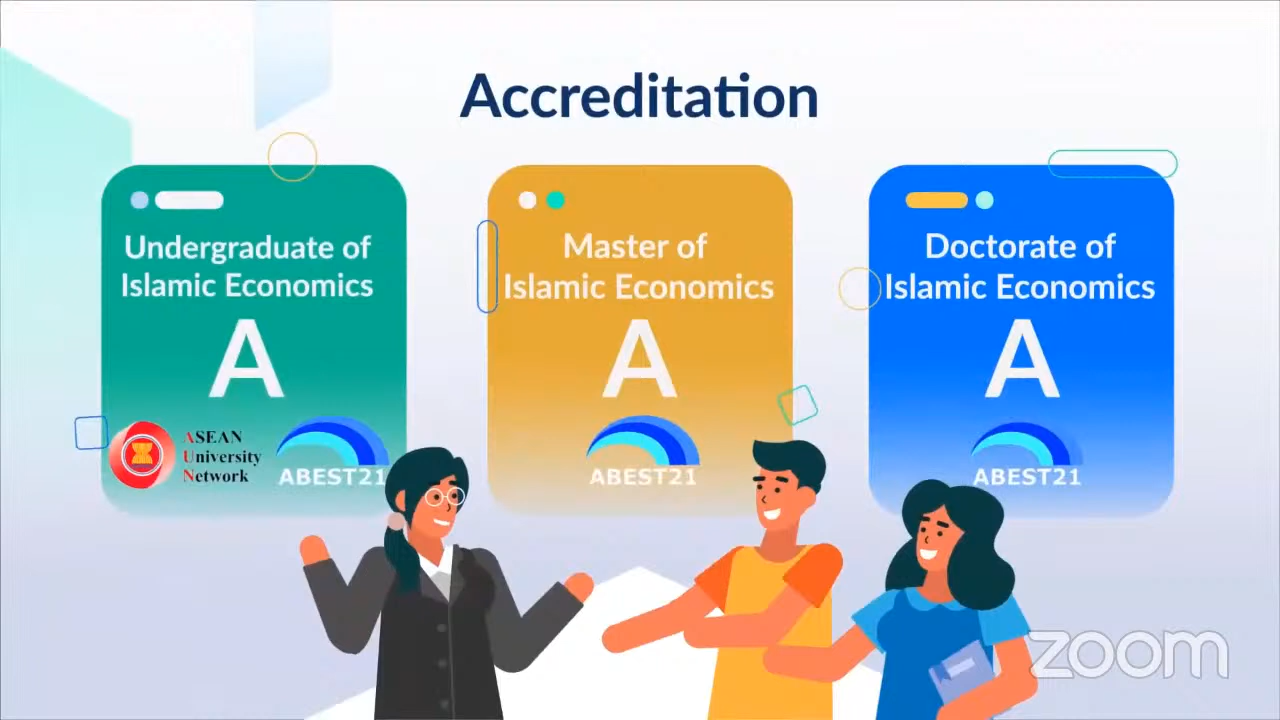 Accreditation
Undergraduate of
Islamic Economics
A
ASEAN
University
Network
ABEST21
Master of
Islamic Economics
A
ABEST21
Doctorate of
Islamic Economics
A
ABEST21
zoom